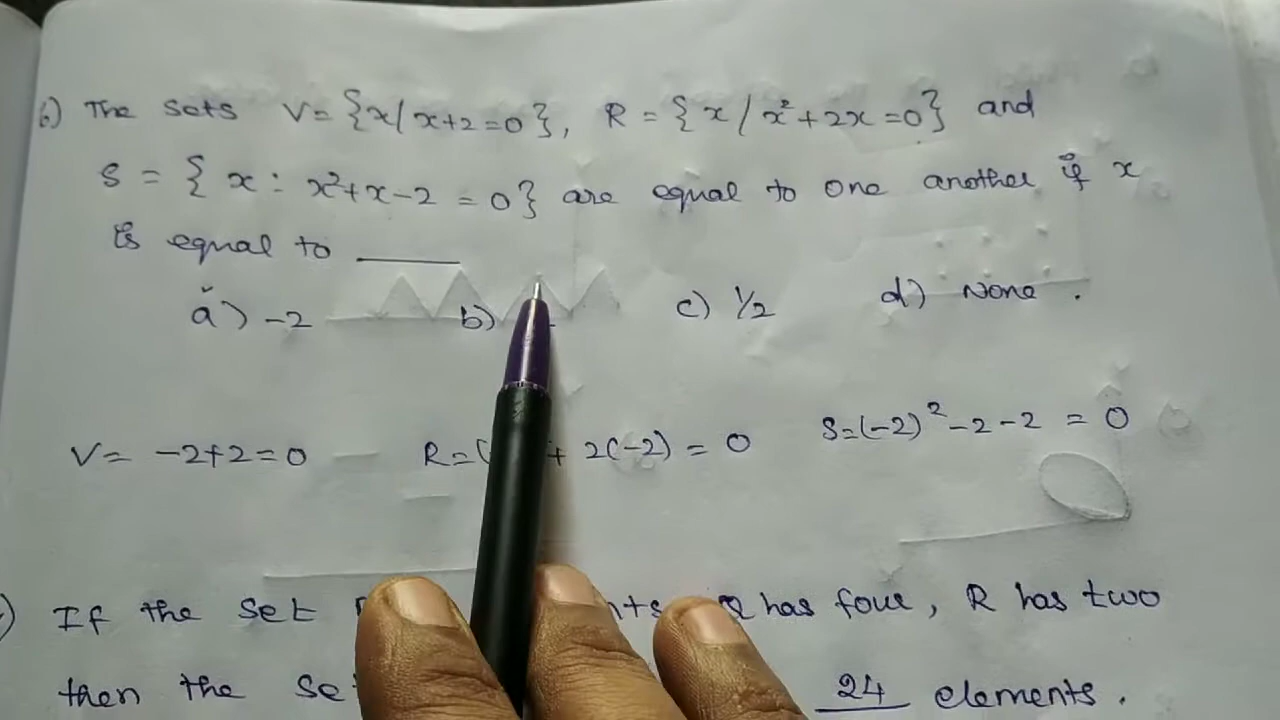 6) The sets V = {x/x+2=0}, R = {x/x²+2x=0} and
S = {x: x²+x-2 = 0} are equal to one another if x
is equal to ____
a) -2 b) c) 1/2 d) None.
V = -2+2=0 R=( + 2(-2) = 0 S=(-2)²-2-2 = 0
) If the set has four, R has two
then the 24 elements.